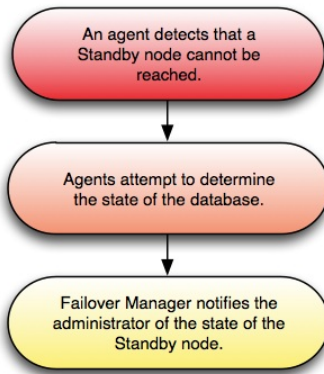 An agent detects that a
Standby node cannot be
reached.
Agents attempt to determine
the state of the database.
Failover Manager notifies the
administrator of the state of the
Standby node.